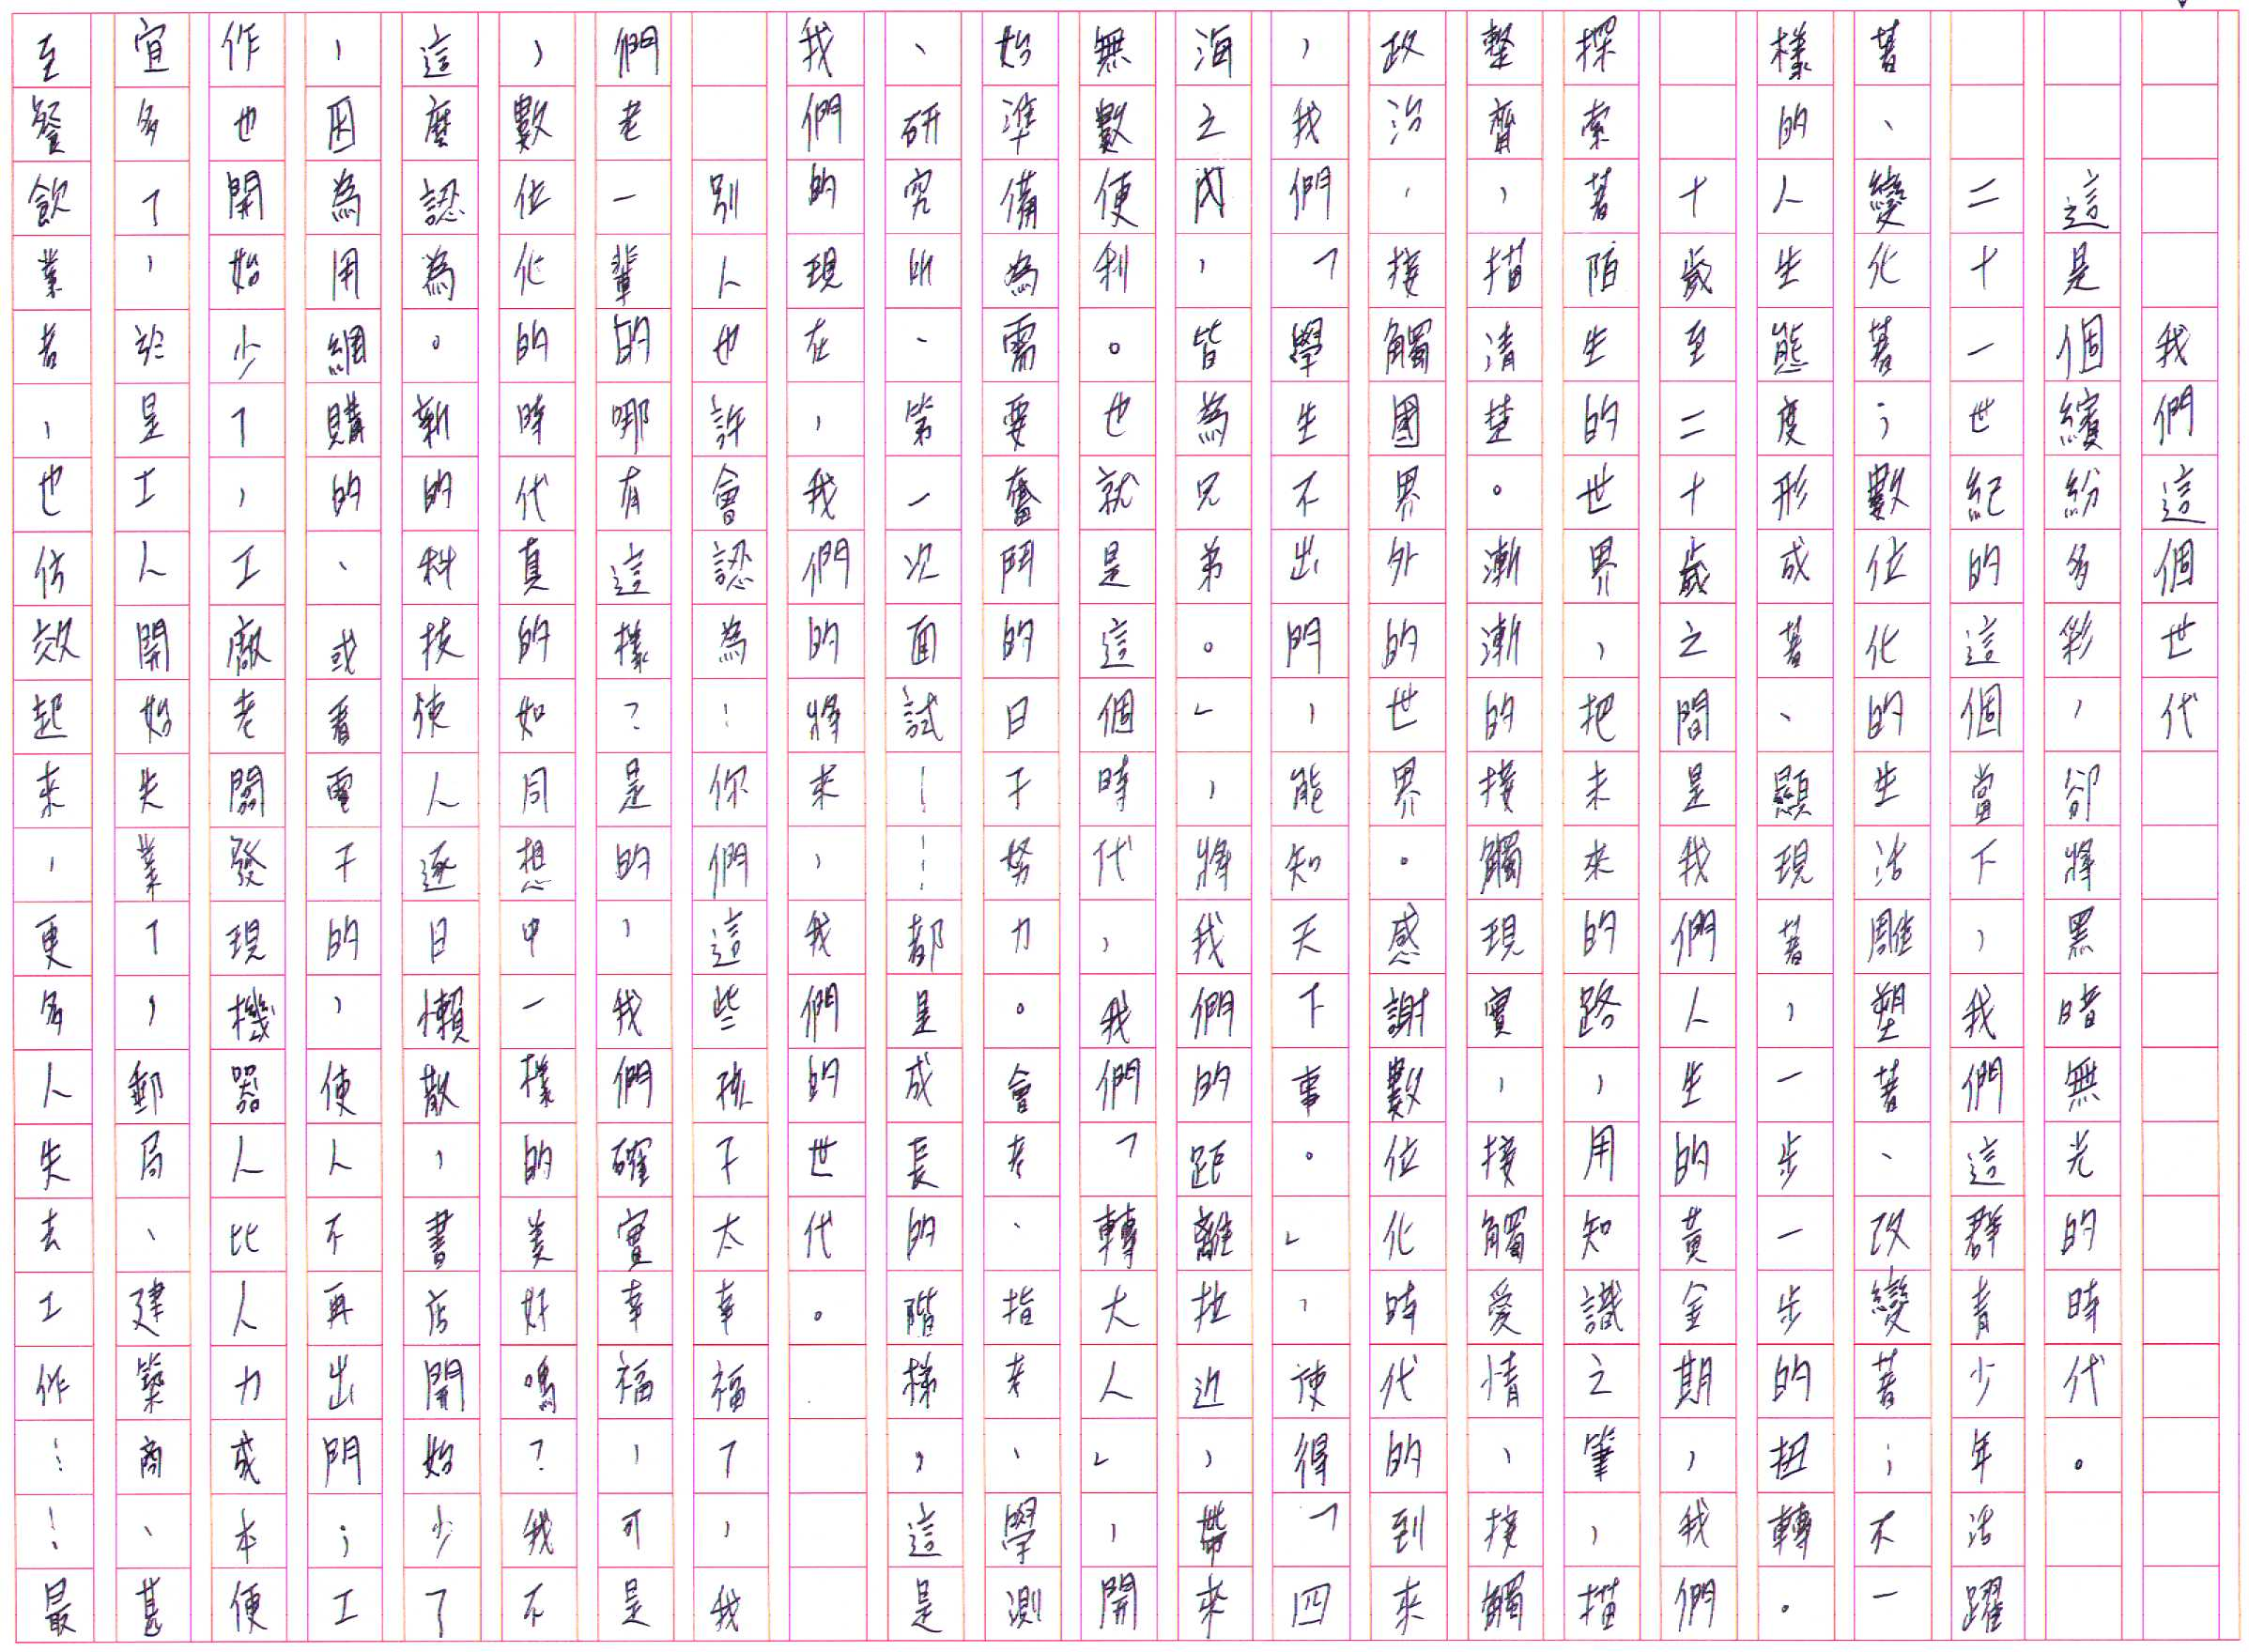 我們這個世代
這是個繽紛多彩，卻將黑暗無光的時代。
二十一世紀的這個當下，我們這群青少年活躍
著、變化著；數位化的生活雕塑著、改變著；不一
樣的人生態度形成著、顯現著，一步一步的扭轉。
十歲至二十歲之間是我們人生的黃金期，我們
探索著陌生的世界，把未來的路，用知識之筆，描
整齊，描清楚。漸漸的接觸現實，接觸愛情，接觸
政治，接觸國界外的世界。感謝數位化時代的到來
，我們「學生不出門，能知天下事。」，使得「四
海之內，皆為兄弟。」，將我們的距離拉近，帶來
無數便利。也就是這個時代，我們「轉大人」，開
始準備為需要奮鬥的日子努力。會考、指考、學測
、研究所、第一次面試……都是成長的階梯，這是
我們的現在，我們的將來，我們的世代。
別人也許會認為：你們這些孩子太幸福了，我
們老一輩的哪有這樣？是的，我們確實幸福，可是
，數位化的時代真的如同想中一樣的美好嗎？我不
這麼認為。新的科技使人逐日懶散，書店開始少了
，因為用網購的、或看電子的，使人不再出門；工
作也開始少了，工廠老闆發現機器人比人力成本便
宜多了，於是工人開始失業了，郵局、建築商、甚
至餐飲業者，也仿效起來，更多人失去工作……最